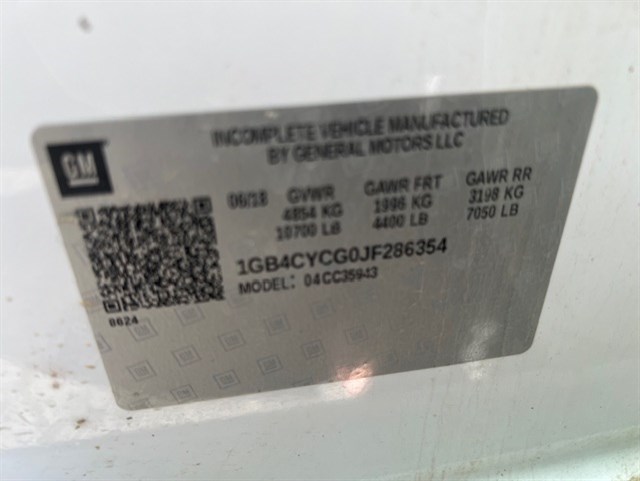 GM
INCOMPLETE VEHICLE MANUFACTURED
BY GENERAL MOTORS LLC
06/18 GVWR GAWR FRT GAWR RR
4854 KG 1996 KG 3198 KG
10700 LB 4400 LB 7050 LB
1GB4CYCG0JF286354
MODEL: 04CC35943
0624